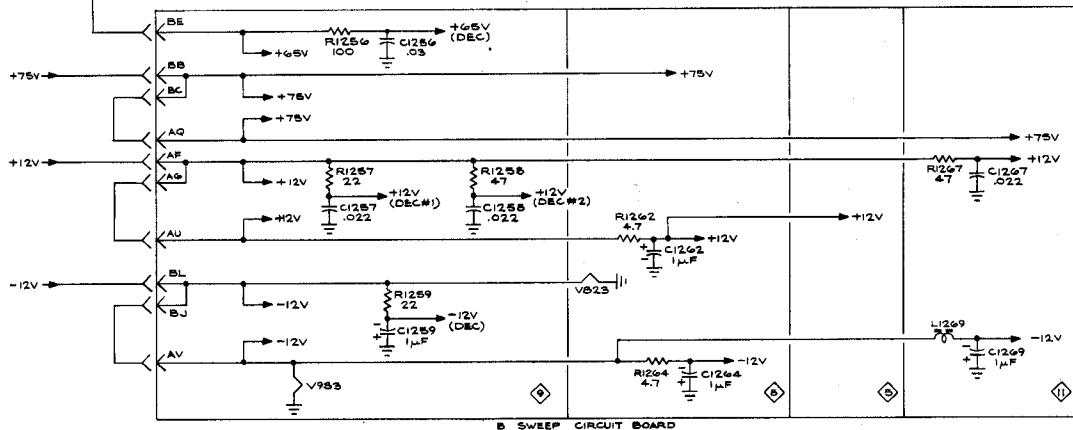 BE
+65V
(DEC)
R1256
100
C1256
.03
+65V
+75V
BB
+75V
BC
+75V
+75V
AQ
+75V
+12V
AF
+12V
AG
+12V
R1257
22
R1258
47
R1267
47
C1267
.022
+12V
(DEC#1)
+12V
(DEC#2)
C1257
.022
C1258
.022
+12V
+12V
AU
R1262
4.7
+12V
C1262
1μF
-12V
BL
V823
BJ
-12V
R1259
22
-12V
(DEC)
C1259
1μF
-12V
L1269
-12V
C1269
1μF
AV
-12V
V983
R1264
4.7
C1264
1μF
9
8
5
11
B SWEEP CIRCUIT BOARD